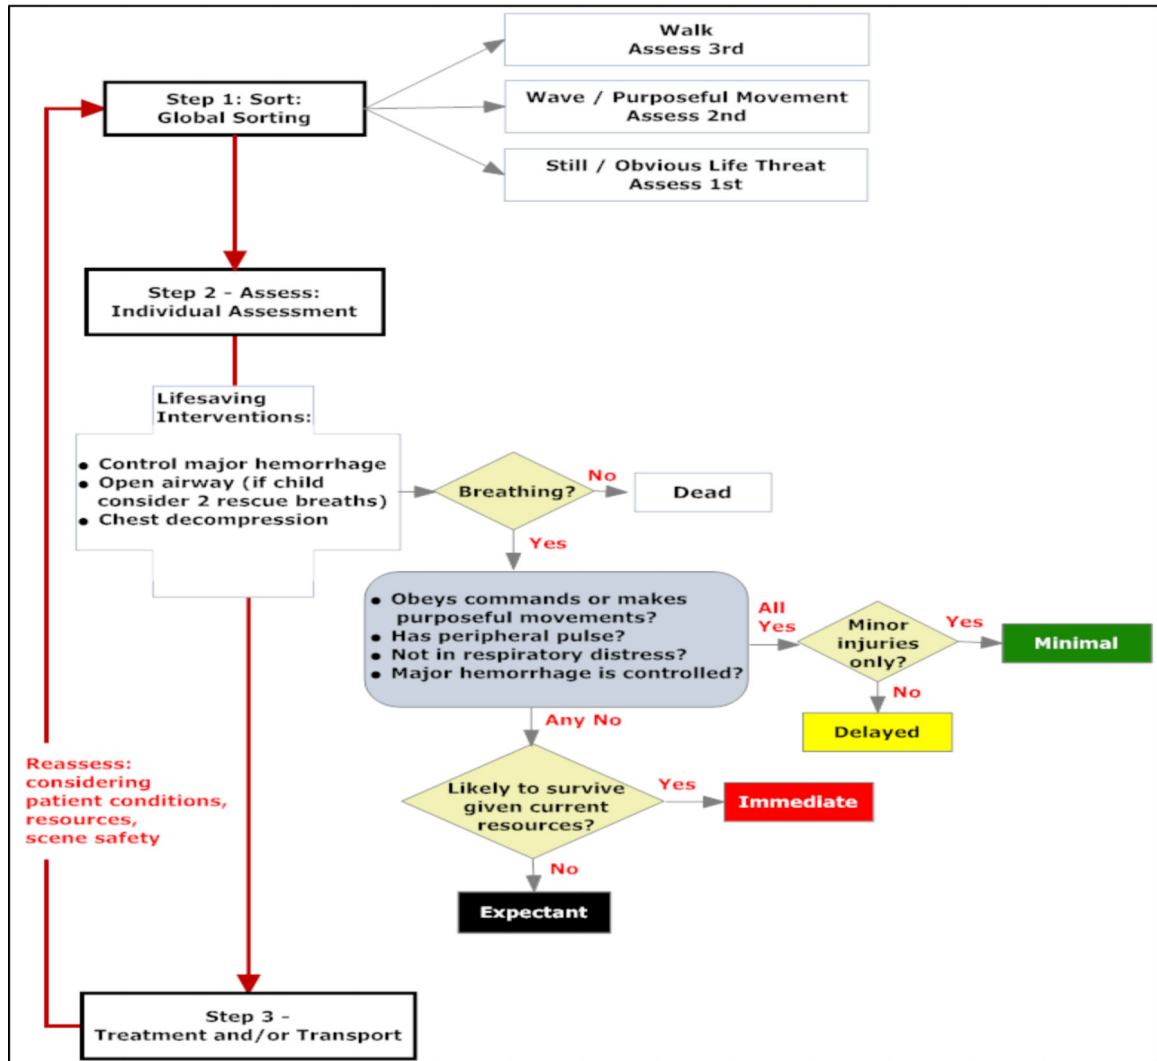 Walk
Assess 3rd
Step 1: Sort:
Global Sorting
Wave / Purposeful Movement
Assess 2nd
Still / Obvious Life Threat
Assess 1st
Step 2 - Assess:
Individual Assessment
Lifesaving
Interventions:
● Control major hemorrhage
● Open airway (if child
consider 2 rescue breaths)
● Chest decompression
Breathing?
No
Dead
Yes
● Obeys commands or makes
purposeful movements?
● Has peripheral pulse?
● Not in respiratory distress?
● Major hemorrhage is controlled?
All
Yes
Minor
injuries
only?
Yes
Minimal
No
Delayed
Any No
Likely to survive
given current
resources?
Yes
Immediate
No
Expectant
Reassess:
considering
patient conditions,
resources,
scene safety
Step 3 -
Treatment and/or Transport